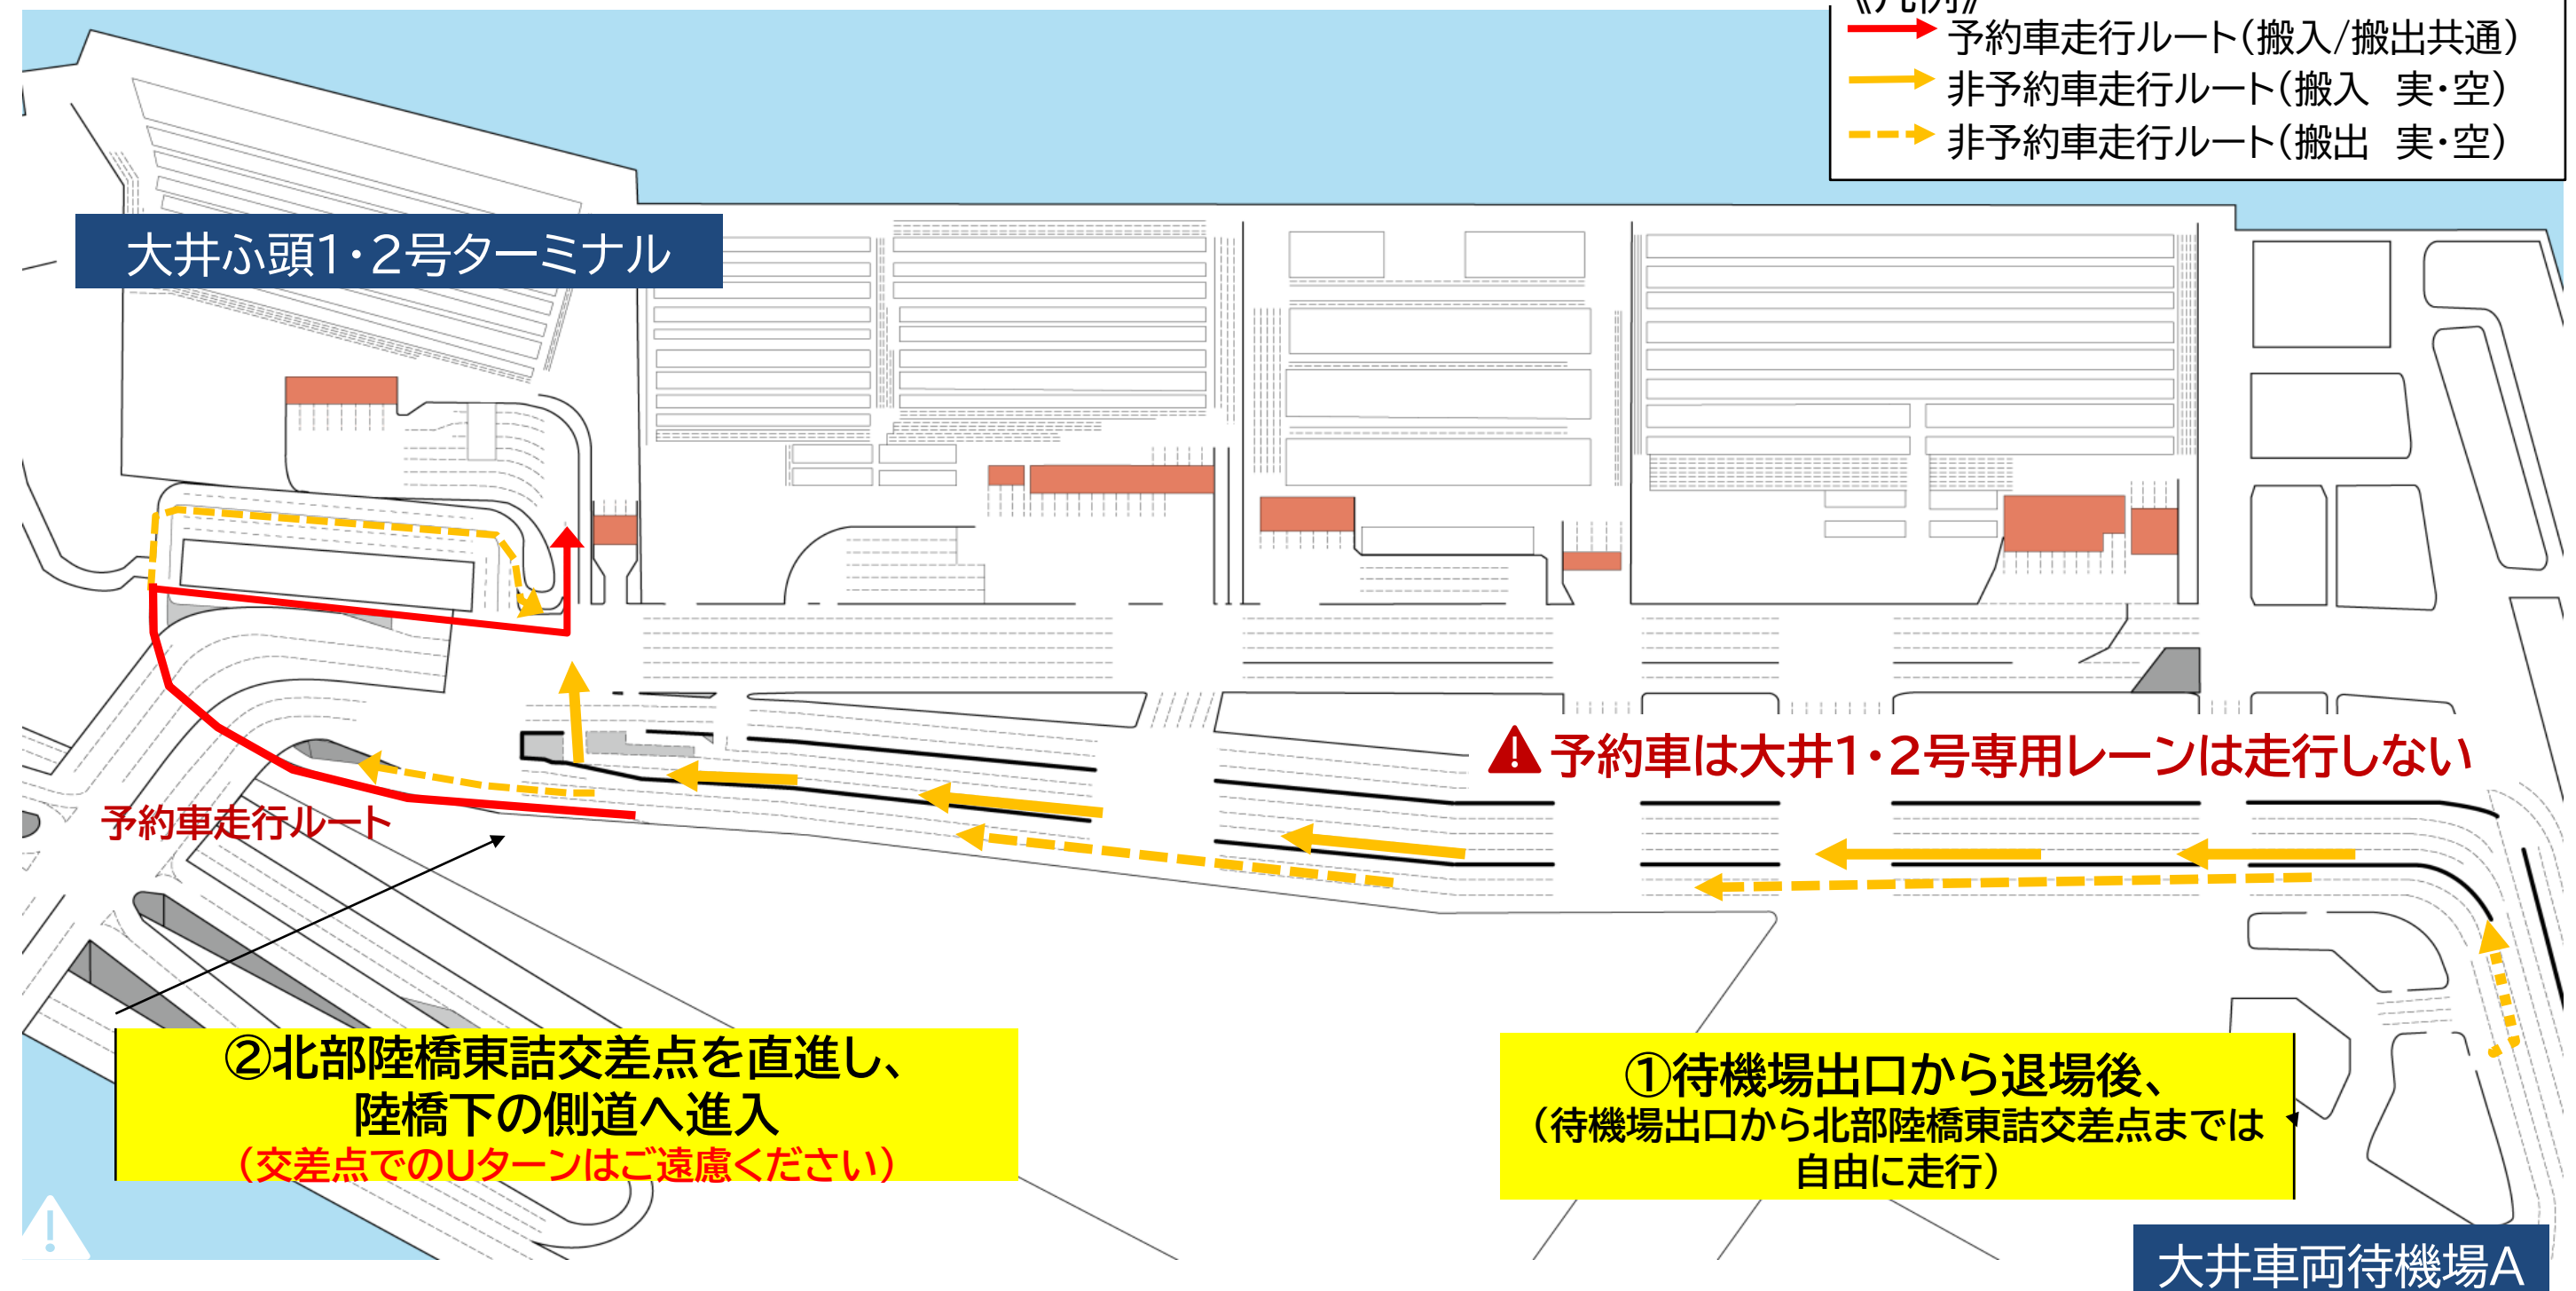 《凡例》
予約車走行ルート(搬入/搬出共通)
非予約車走行ルート(搬入　実・空)
非予約車走行ルート(搬出　実・空)
大井ふ頭1・2号ターミナル
予約車は大井1・2号専用レーンは走行しない
予約車走行ルート
②北部陸橋東詰交差点を直進し、
陸橋下の側道へ進入
(交差点でのUターンはご遠慮ください)
①待機場出口から退場後、
(待機場出口から北部陸橋東詰交差点までは
自由に走行)
大井車両待機場A